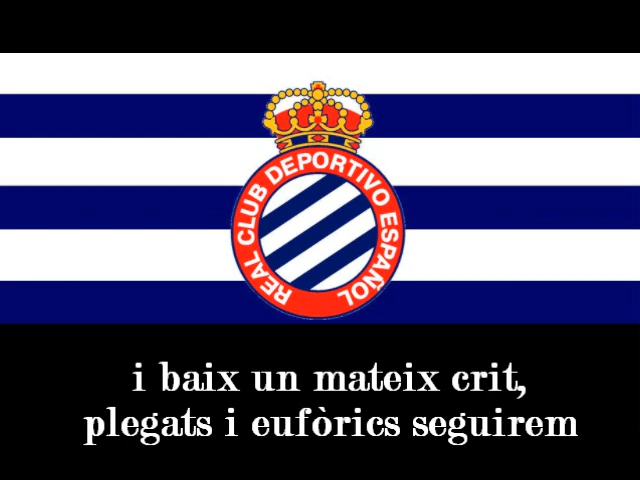 REAL CLUB DEPORTIVO ESPAÑOL
i baix un mateix crit,
plegats i eufòrics seguirem